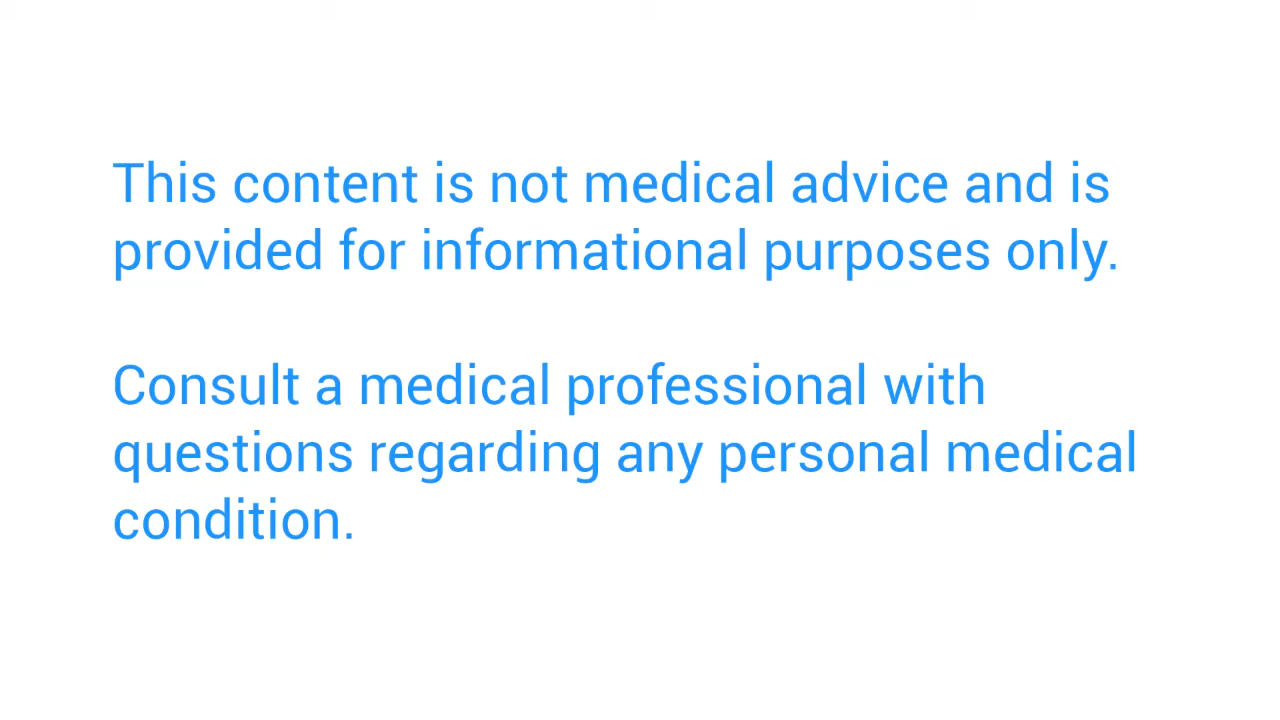 This content is not medical advice and is
provided for informational purposes only.
Consult a medical professional with
questions regarding any personal medical
condition.